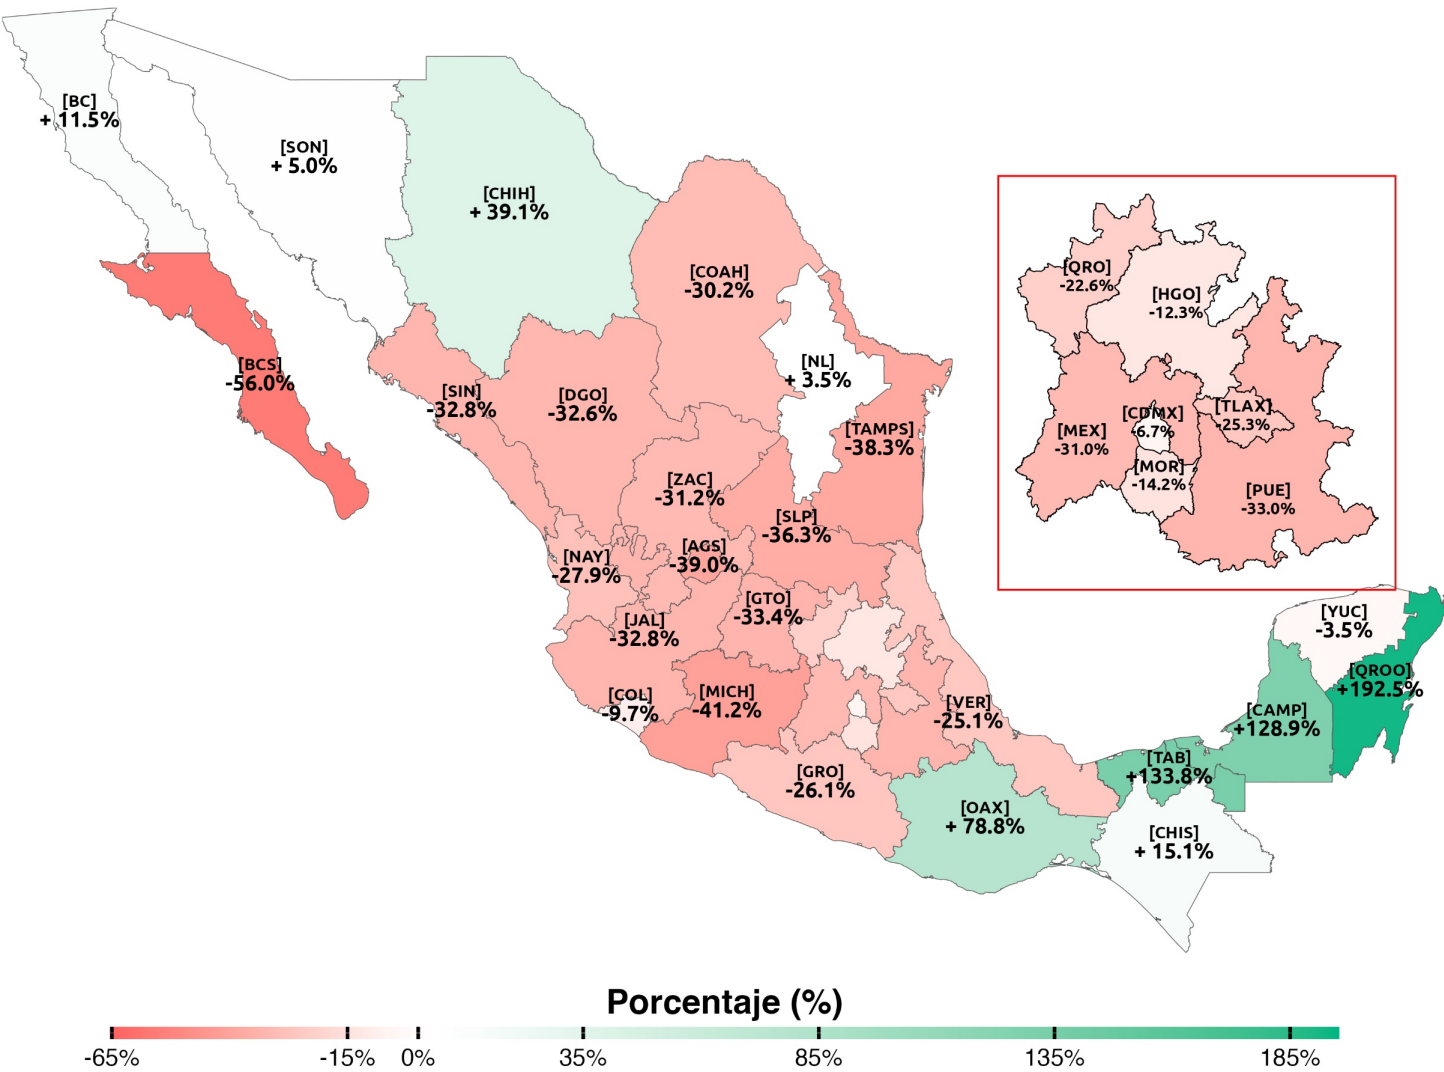 [BC]
+ 11.5%
[SON]
+ 5.0%
[CHIH]
+ 39.1%
[COAH]
-30.2%
[NL]
+ 3.5%
[BCS]
-56.0%
[SIN]
-32.8%
[DGO]
-32.6%
[TAMPS]
-38.3%
[ZAC]
-31.2%
[SLP]
-36.3%
[NAY]
-27.9%
[AGS]
-39.0%
[GTO]
-33.4%
[JAL]
-32.8%
[COL]
-9.7%
[MICH]
-41.2%
[VER]
-25.1%
[GRO]
-26.1%
[OAX]
+ 78.8%
[TAB]
+133.8%
[CHIS]
+ 15.1%
[CAMP]
+128.9%
[YUC]
-3.5%
[QROO]
+192.5%
[QRO]
-22.6%
[HGO]
-12.3%
[MEX]
-31.0%
[CDMX]
-6.7%
[TLAX]
-25.3%
[MOR]
-14.2%
[PUE]
-33.0%
Porcentaje (%)
-65% -15% 0% 35% 85% 135% 185%